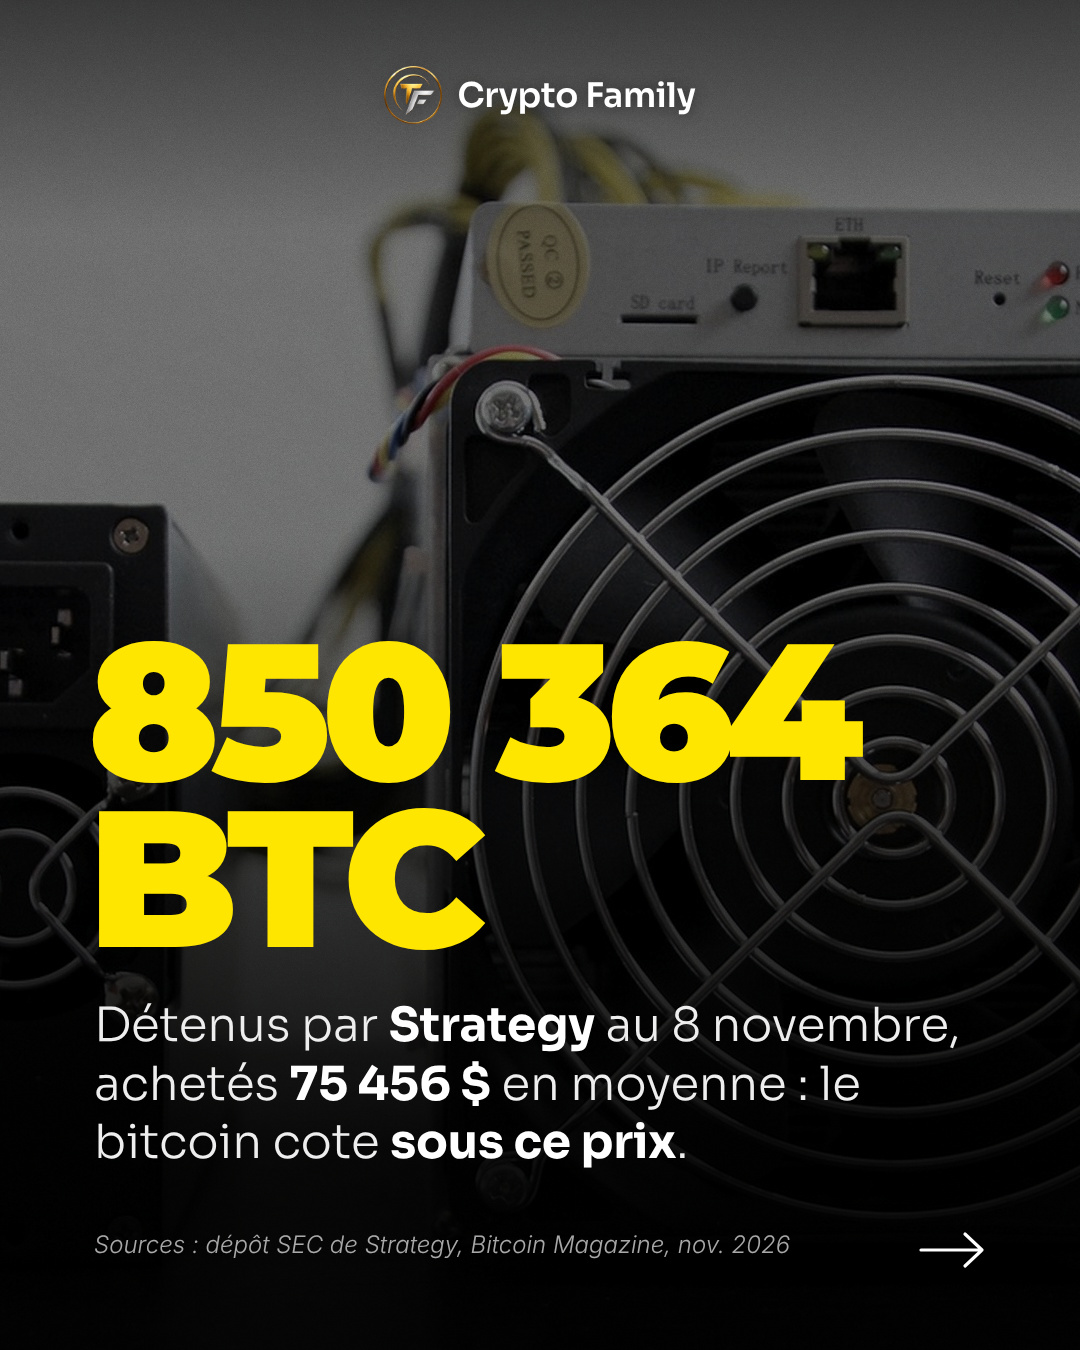 Crypto Family
ETH
IP Report
QC 2
PASSED
SD card
Reset
850 364
BTC
Détenus par Strategy au 8 novembre,
achetés 75 456 $ en moyenne : le
bitcoin cote sous ce prix.
Sources : dépôt SEC de Strategy, Bitcoin Magazine, nov. 2026